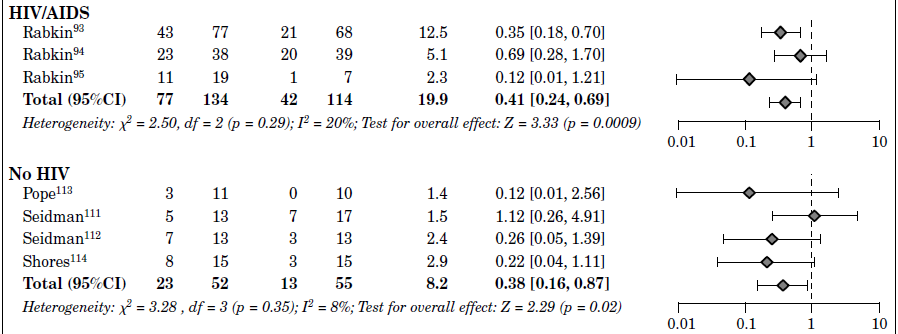 HIV/AIDS
Rabkin⁹³ 43 77 21 68 12.5 0.35 [0.18, 0.70]
Rabkin⁹⁴ 23 38 20 39 5.1 0.69 [0.28, 1.70]
Rabkin⁹⁵ 11 19 1 7 2.3 0.12 [0.01, 1.21]
Total (95%CI) 77 134 42 114 19.9 0.41 [0.24, 0.69]
Heterogeneity: χ² = 2.50, df = 2 (p = 0.29); I² = 20%; Test for overall effect: Z = 3.33 (p = 0.0009)
0.01 0.1 1 10
No HIV
Pope¹¹³ 3 11 0 10 1.4 0.12 [0.01, 2.56]
Seidman¹¹¹ 5 13 7 17 1.5 1.12 [0.26, 4.91]
Seidman¹¹² 7 13 3 13 2.4 0.26 [0.05, 1.39]
Shores¹¹⁴ 8 15 3 15 2.9 0.22 [0.04, 1.11]
Total (95%CI) 23 52 13 55 8.2 0.38 [0.16, 0.87]
Heterogeneity: χ² = 3.28 , df = 3 (p = 0.35); I² = 8%; Test for overall effect: Z = 2.29 (p = 0.02)
0.01 0.1 1 10